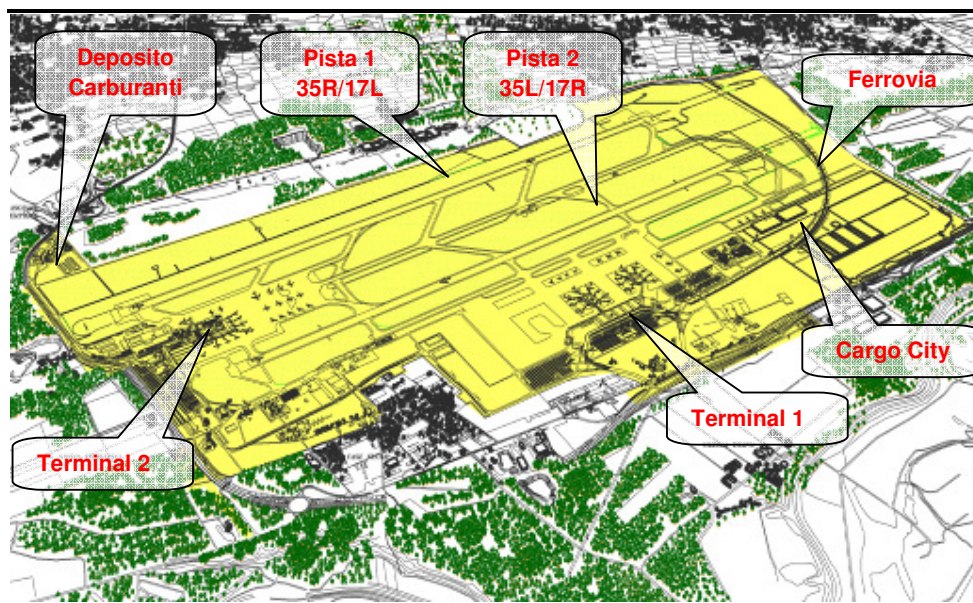 Deposito
Carburanti
Pista 1
35R/17L
Pista 2
35L/17R
Ferrovia
Cargo City
Terminal 1
Terminal 2